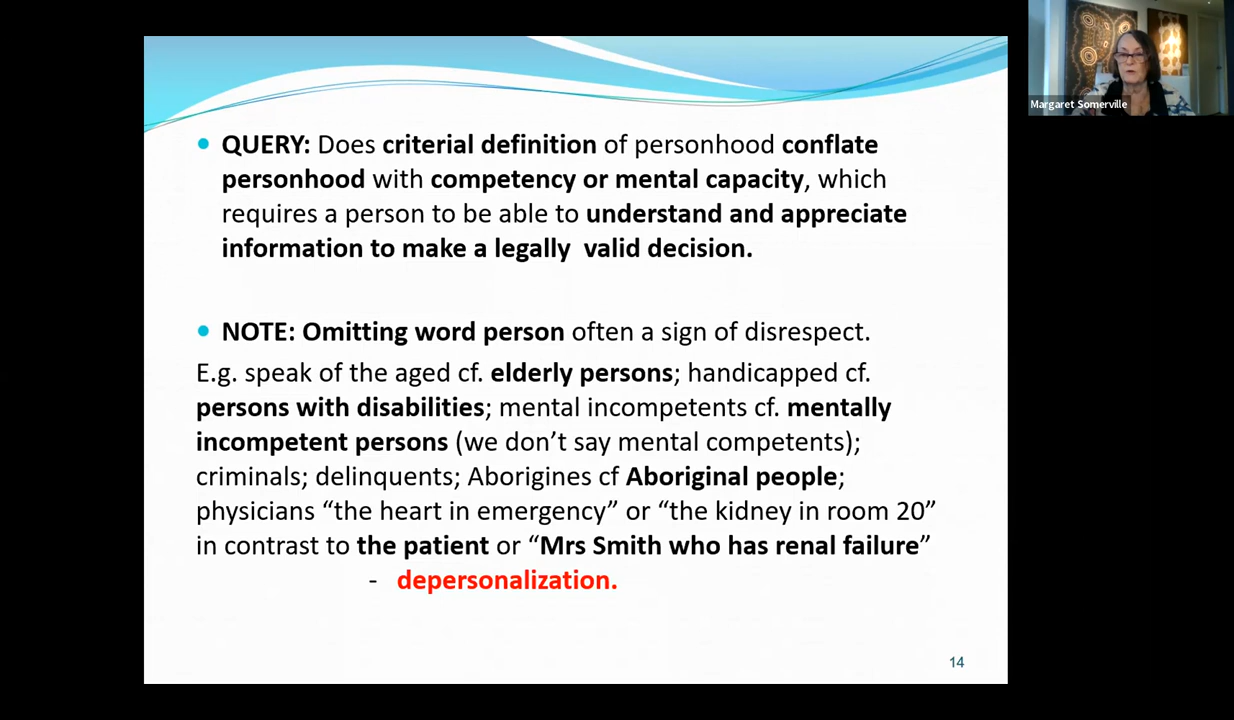 Margaret Somerville
• QUERY: Does criterial definition of personhood conflate
personhood with competency or mental capacity, which
requires a person to be able to understand and appreciate
information to make a legally  valid decision.
• NOTE: Omitting word person often a sign of disrespect.
E.g. speak of the aged cf. elderly persons; handicapped cf.
persons with disabilities; mental incompetents cf. mentally
incompetent persons (we don’t say mental competents);
criminals; delinquents; Aborigines cf Aboriginal people;
physicians “the heart in emergency” or “the kidney in room 20”
in contrast to the patient or “Mrs Smith who has renal failure”
- depersonalization.
14